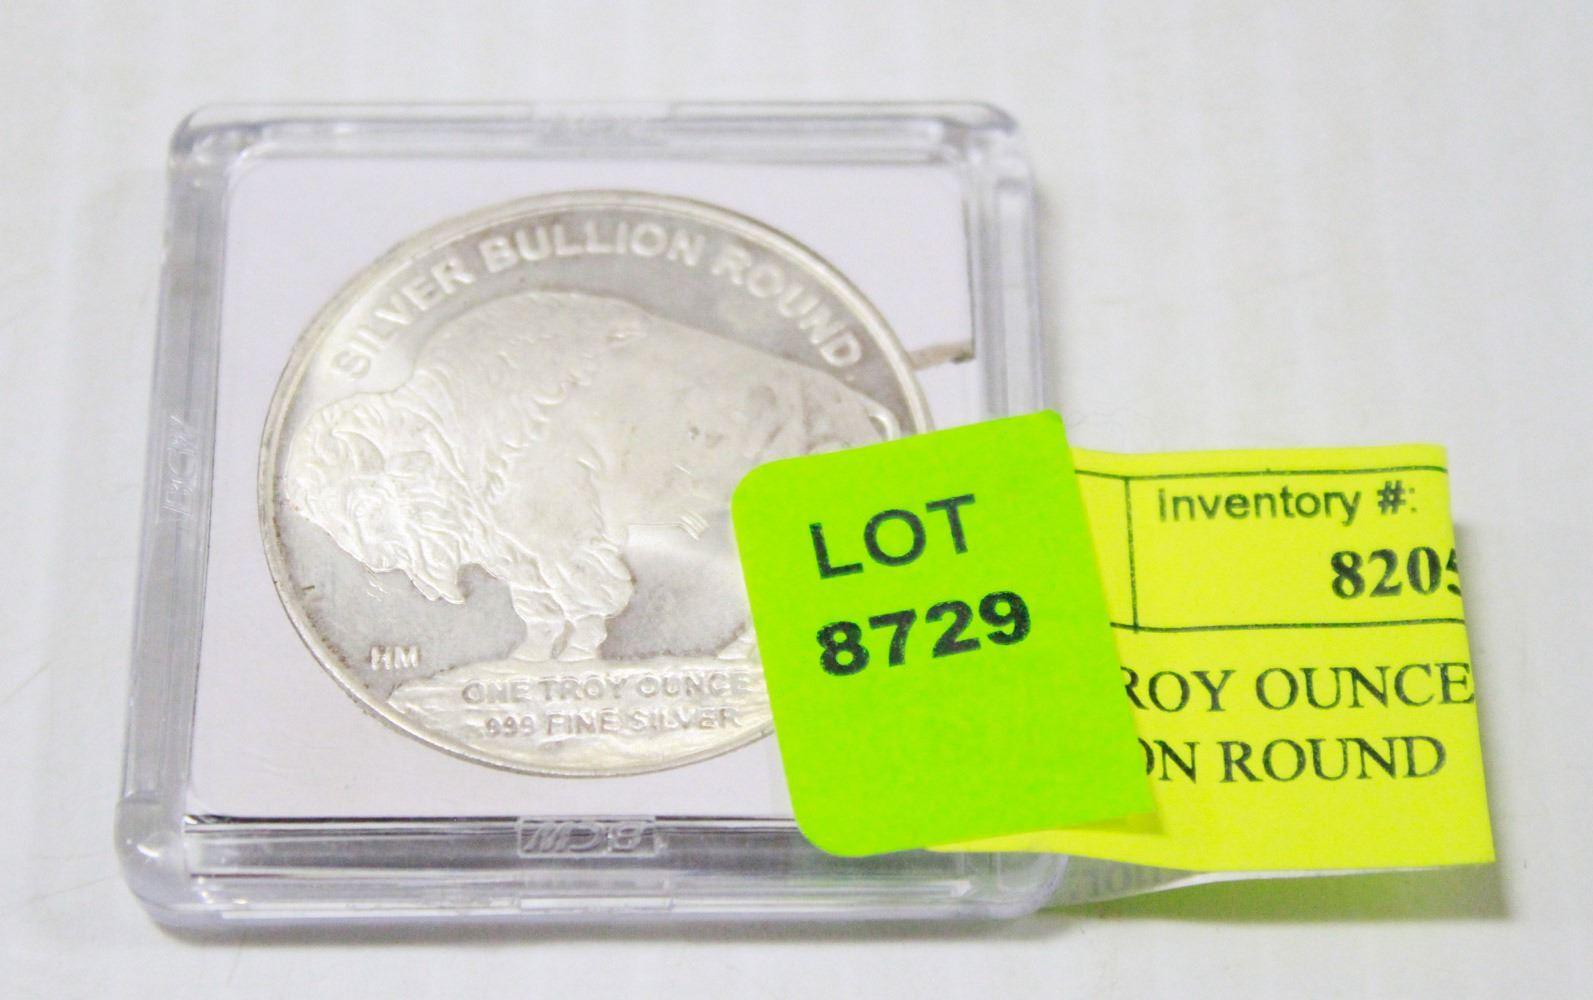 SILVER BULLION ROUND
HM
ONE TROY OUNCE
999 FINE SILVER
BCW
BCW
LOT
8729
Inventory #:
8205
ROY OUNCE
ON ROUND